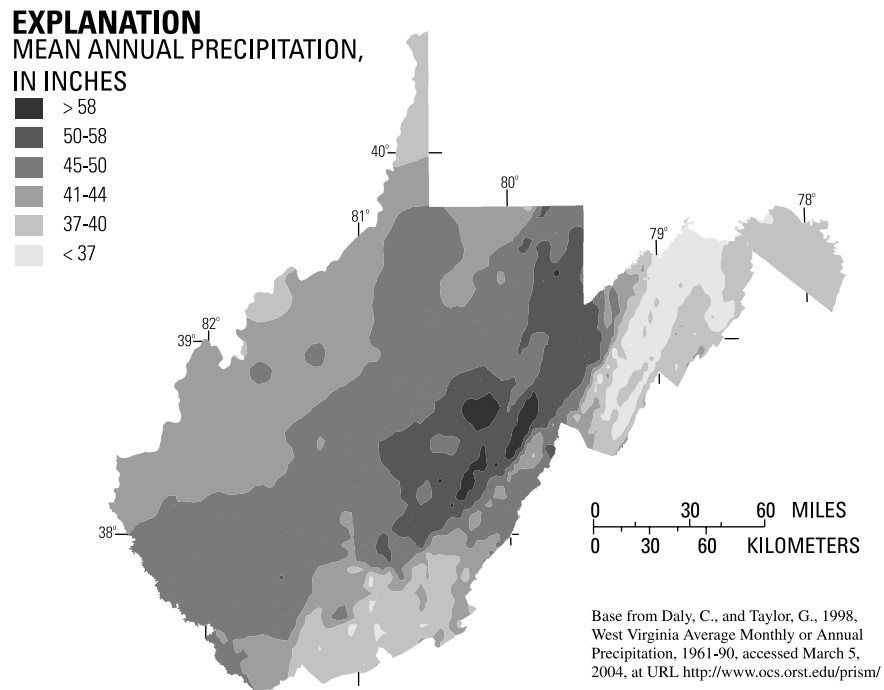 EXPLANATION
MEAN ANNUAL PRECIPITATION,
IN INCHES
> 58
50-58
45-50
41-44
37-40
< 37
40°
80°
78°
81°
79°
82°
39°
38°
0 30 60 MILES
0 30 60 KILOMETERS
Base from Daly, C., and Taylor, G., 1998,
West Virginia Average Monthly or Annual
Precipitation, 1961-90, accessed March 5,
2004, at URL http://www.ocs.orst.edu/prism/